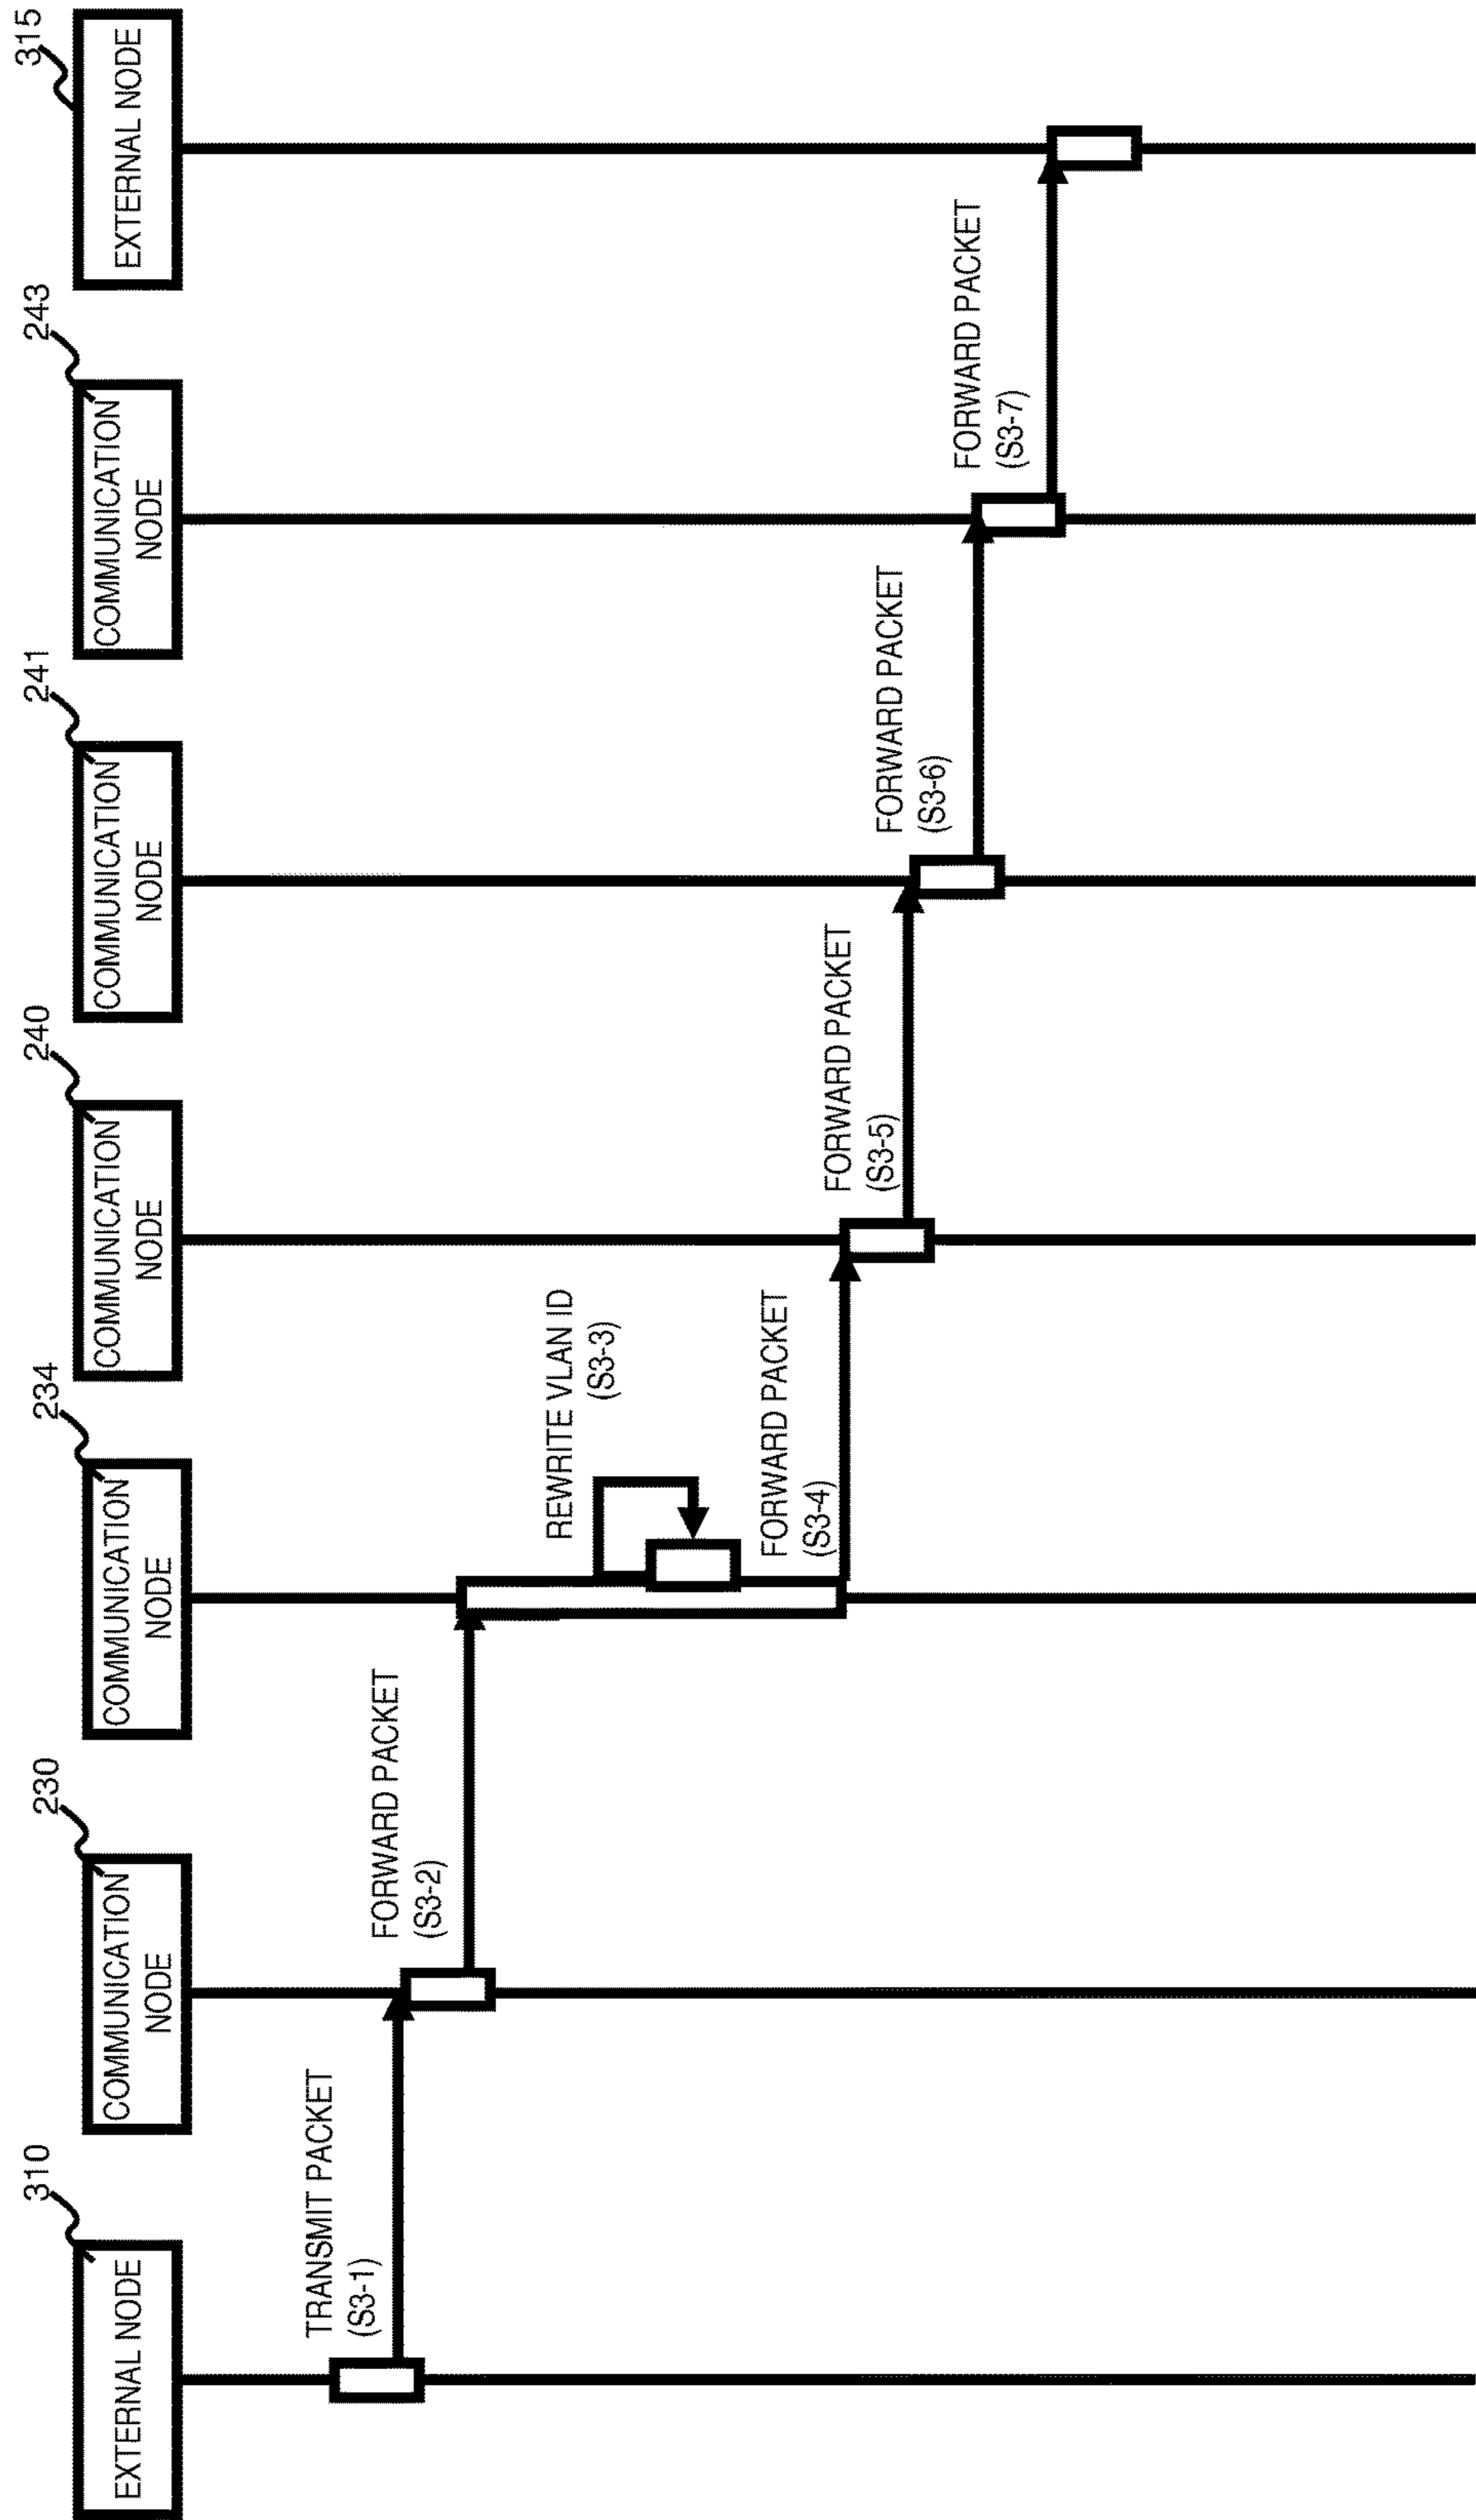 310
EXTERNAL NODE
230
COMMUNICATION
NODE
234
COMMUNICATION
NODE
240
COMMUNICATION
NODE
241
COMMUNICATION
NODE
243
COMMUNICATION
NODE
315
EXTERNAL NODE
TRANSMIT PACKET
(S3-1)
FORWARD PACKET
(S3-2)
REWRITE VLAN ID
(S3-3)
FORWARD PACKET
(S3-4)
FORWARD PACKET
(S3-5)
FORWARD PACKET
(S3-6)
FORWARD PACKET
(S3-7)